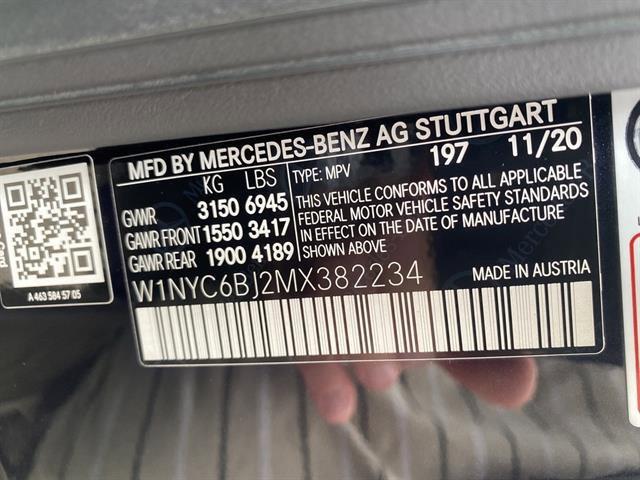 MFD BY MERCEDES-BENZ AG STUTTGART
KG LBS
TYPE: MPV 197 11/20
GVWR 3150 6945
GAWR FRONT 1550 3417
GAWR REAR 1900 4189
THIS VEHICLE CONFORMS TO ALL APPLICABLE
FEDERAL MOTOR VEHICLE SAFETY STANDARDS
IN EFFECT ON THE DATE OF MANUFACTURE
SHOWN ABOVE
W1NYC6BJ2MX382234
MADE IN AUSTRIA
A 463 584 57 05